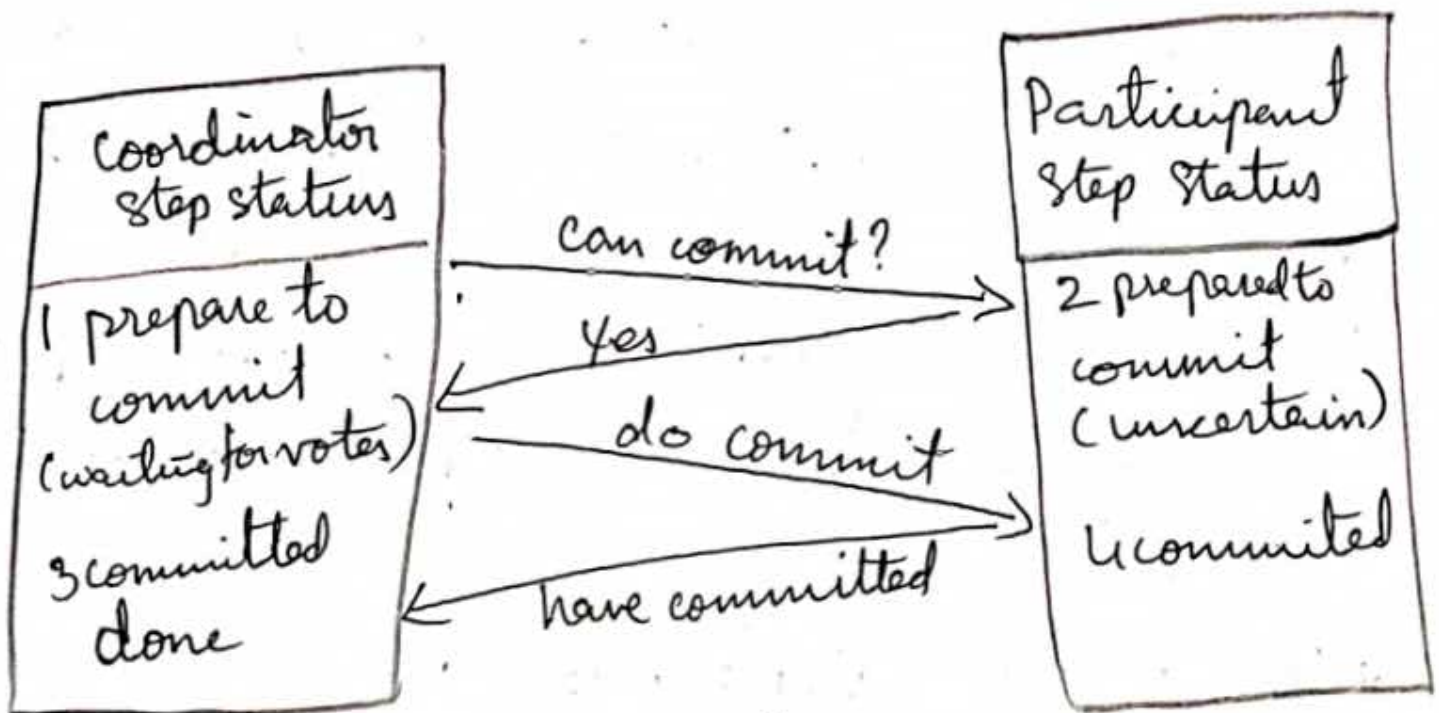 Coordinator
step status
1 prepare to
commit
(waiting for votes)
3 committed
done
can commit?
Yes
do commit
have committed
Participant
Step Status
2 prepared to
commit
(uncertain)
4 commited